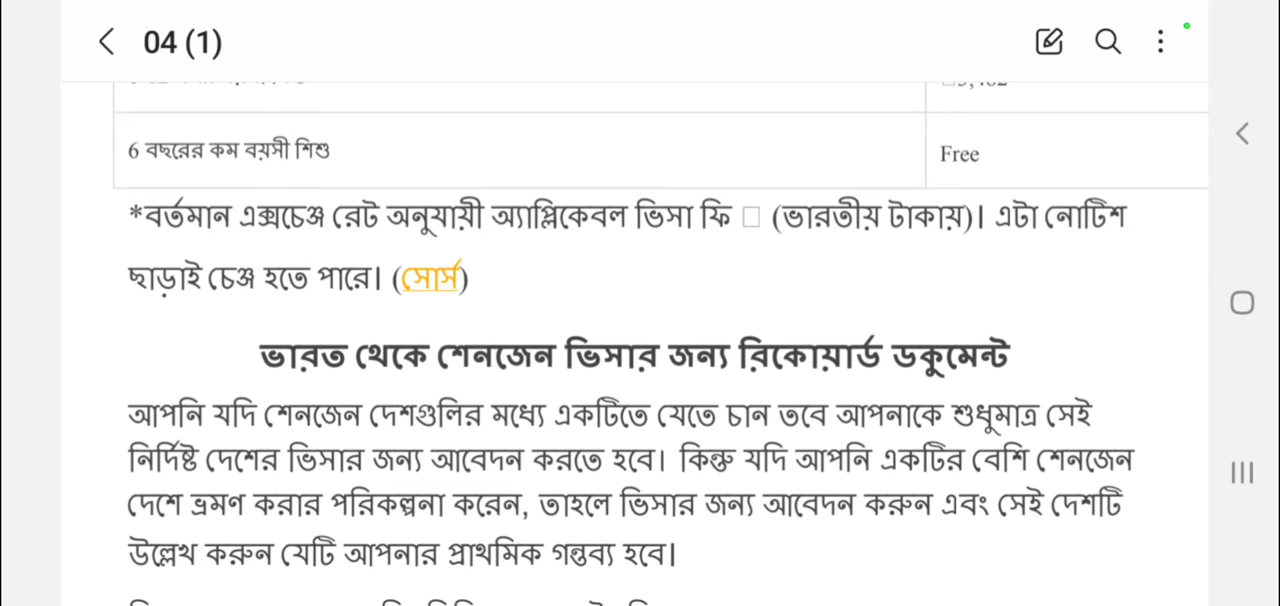 04 (1)
6 বছরের কম বয়সী শিশু
Free
*বর্তমান এক্সচেঞ্জ রেট অনুযায়ী অ্যাপ্লিকেবল ভিসা ফি □ (ভারতীয় টাকায়)। এটা নোটিশ
ছাড়াই চেঞ্জ হতে পারে। (সোর্স)
ভারত থেকে শেনজেন ভিসার জন্য রিকোয়ার্ড ডকুমেন্ট
আপনি যদি শেনজেন দেশগুলির মধ্যে একটিতে যেতে চান তবে আপনাকে শুধুমাত্র সেই
নির্দিষ্ট দেশের ভিসার জন্য আবেদন করতে হবে। কিন্তু যদি আপনি একটির বেশি শেনজেন
দেশে ভ্রমণ করার পরিকল্পনা করেন, তাহলে ভিসার জন্য আবেদন করুন এবং সেই দেশটি
উল্লেখ করুন যেটি আপনার প্রাথমিক গন্তব্য হবে।